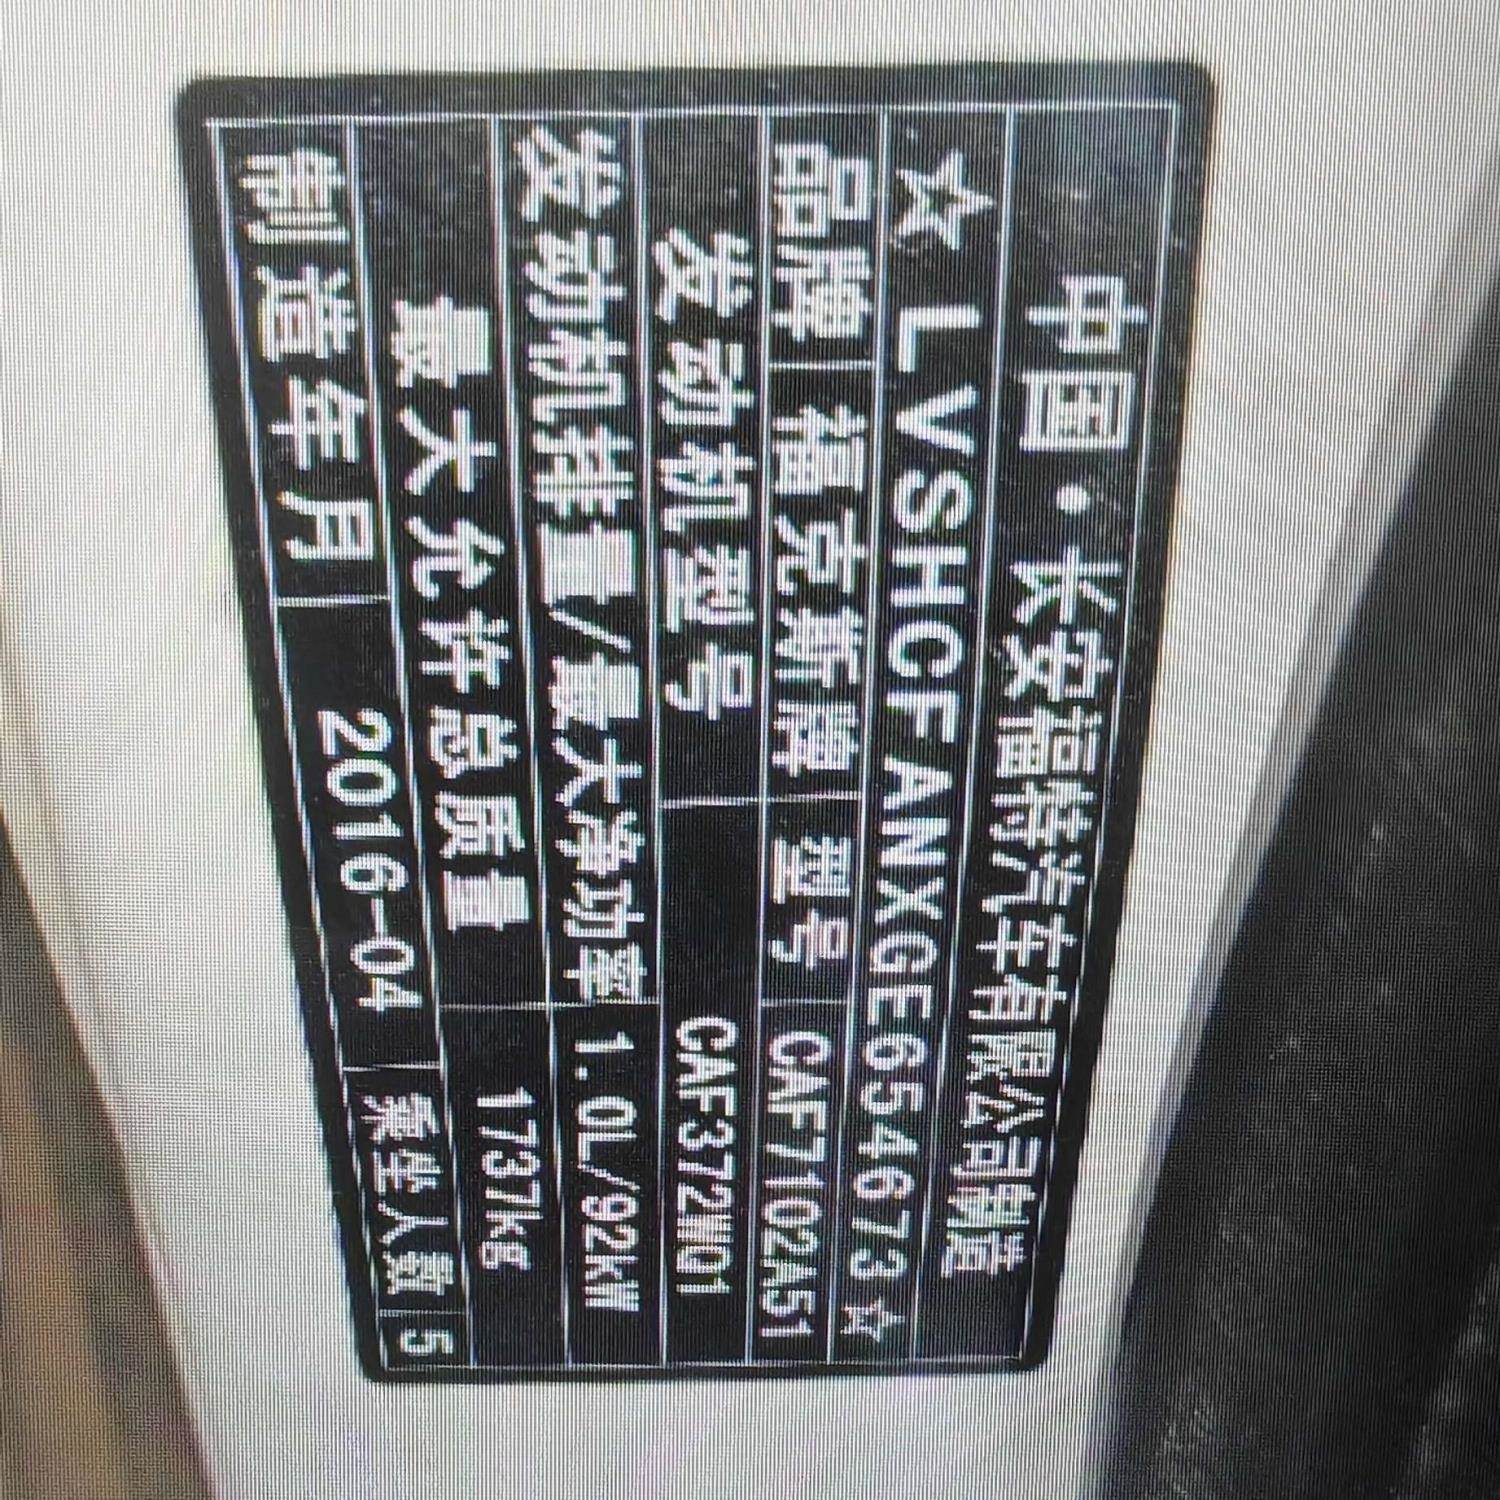 中国·长安福特汽车有限公司制造
☆LVSHCFANXGE654673☆
品牌 福克斯牌 型号 CAF7102A51
发动机型号 CAF372WQ1
发动机排量/最大净功率 1.0L/92kW
最大允许总质量 1737kg
制造年月 2016-04 乘坐人数 5